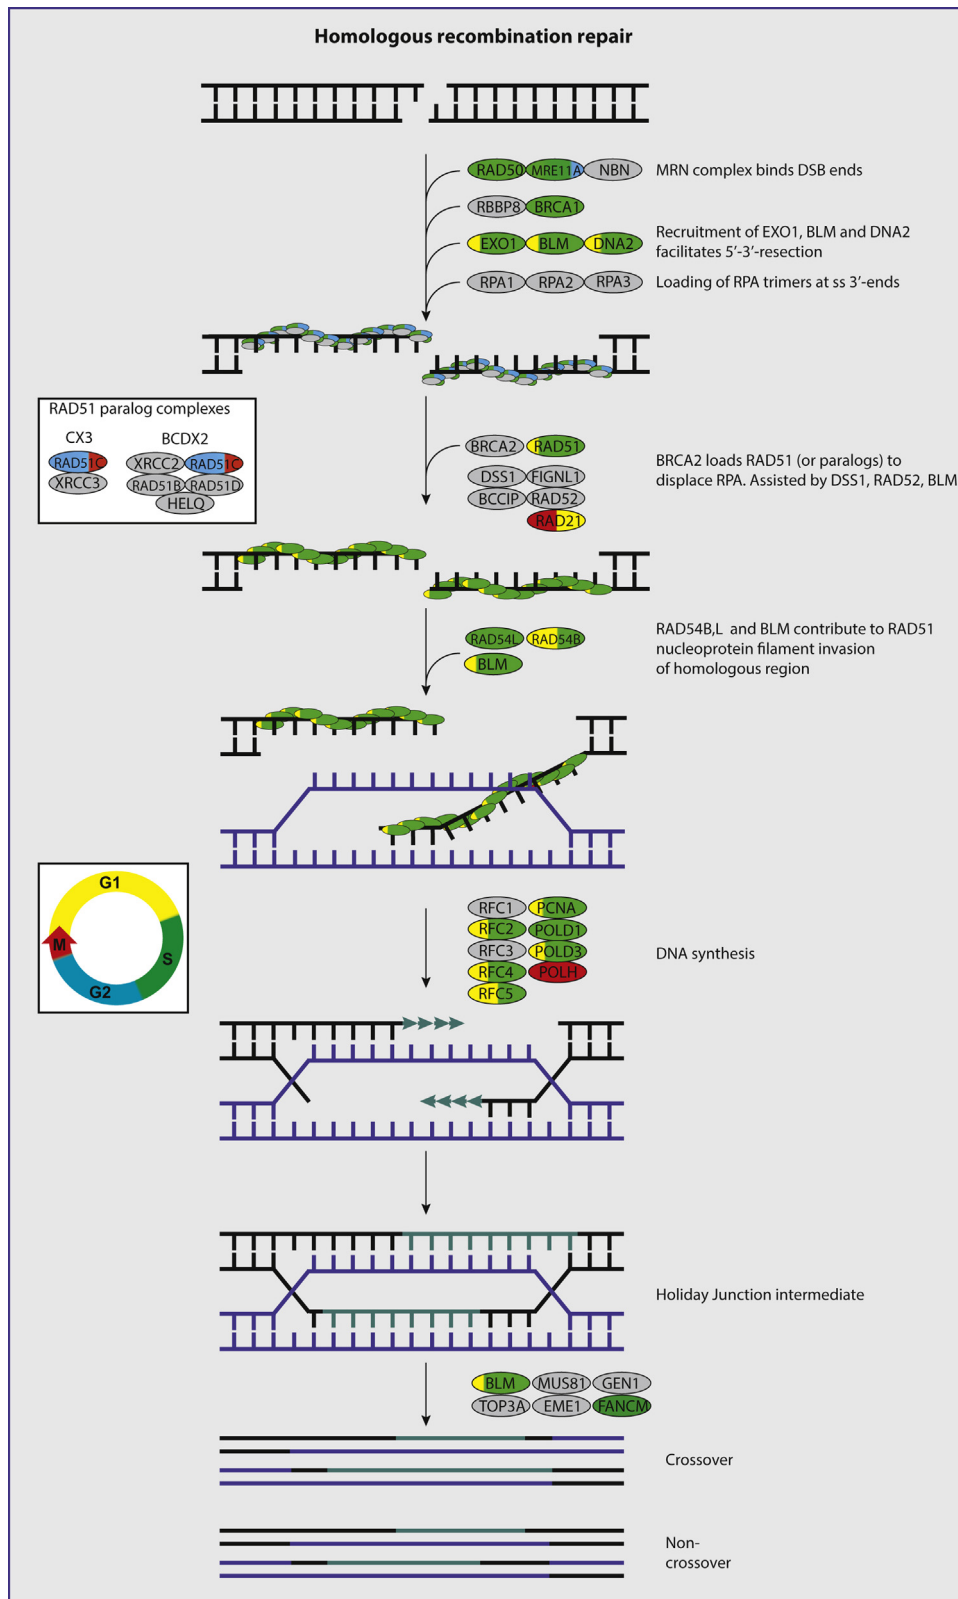 Homologous recombination repair
RAD50 MRE11A NBN
MRN complex binds DSB ends
RBBP8 BRCA1
EXO1 BLM DNA2
Recruitment of EXO1, BLM and DNA2
facilitates 5'-3'-resection
RPA1 RPA2 RPA3
Loading of RPA trimers at ss 3'-ends
RAD51 paralog complexes
CX3 BCDX2
RAD51C XRCC2 RAD51C
XRCC3 RAD51B RAD51D
HELQ
BRCA2 RAD51
DSS1 FIGNL1
BCCIP RAD52
RAD21
BRCA2 loads RAD51 (or paralogs) to
displace RPA. Assisted by DSS1, RAD52, BLM
RAD54L RAD54B
BLM
RAD54B,L and BLM contribute to RAD51
nucleoprotein filament invasion
of homologous region
G1
S
G2
M
RFC1 PCNA
RFC2 POLD1
RFC3 POLD3
RFC4 POLH
RFC5
DNA synthesis
Holiday Junction intermediate
BLM MUS81 GEN1
TOP3A EME1 FANCM
Crossover
Non-
crossover